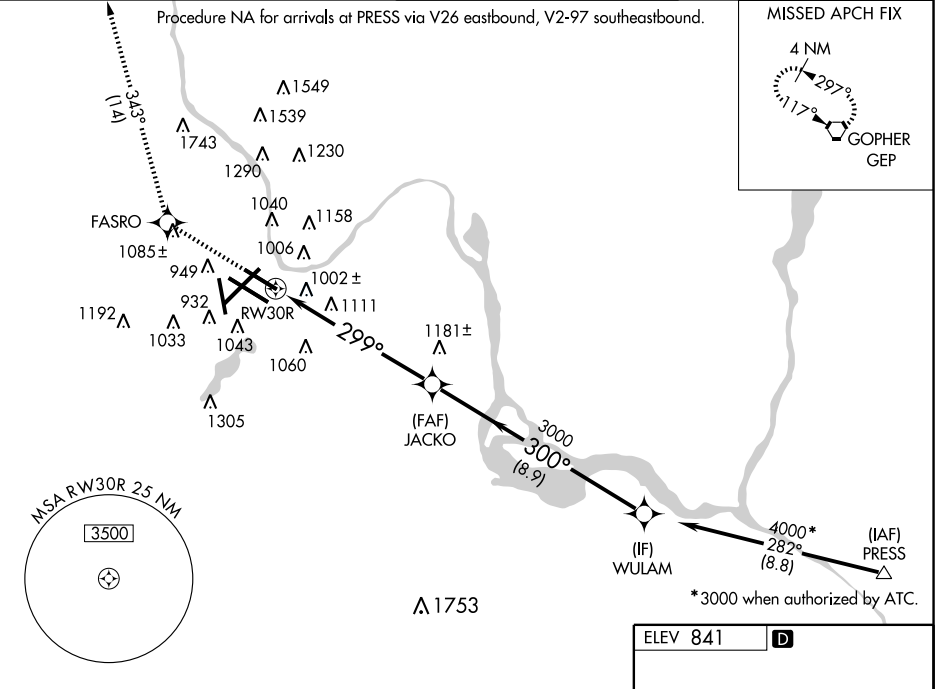 Procedure NA for arrivals at PRESS via V26 eastbound, V2-97 southeastbound.
MISSED APCH FIX
4 NM
297°
117°
GOPHER
GEP
343°
(14)
1549
1539
1743
1290
1230
1040
1158
FASRO
1085±
1006
949
1002±
RW30R
1111
1192
932
1033
1043
299°
1181±
1060
(FAF)
JACKO
1305
3000
300°
(8.9)
MSA RW30R 25 NM
3500
(IF)
WULAM
4000*
282°
(8.8)
(IAF)
PRESS
*3000 when authorized by ATC.
1753
ELEV 841
D